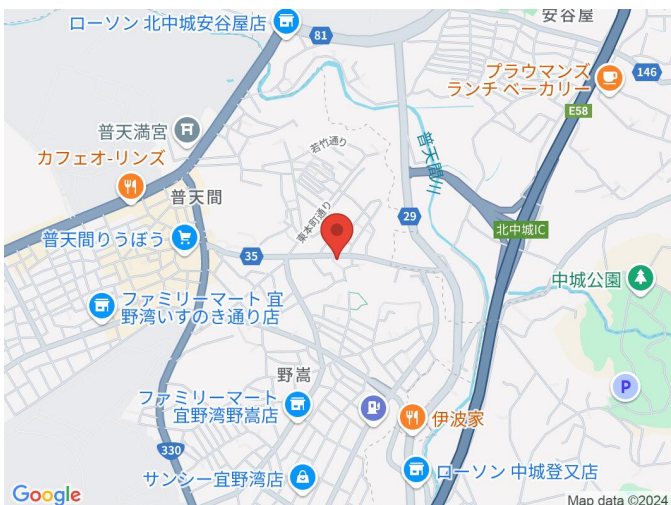 ローソン 北中城安谷屋店
81
安谷屋
プラウマンズ
ランチ ベーカリー
146
E58
普天満宮
若竹通り
カフェオ-リンズ
普天間川
普天間
東本町通り
29
北中城IC
普天間りうぼう
35
中城公園
ファミリーマート 宜
野湾いすのき通り店
P
野嵩
ファミリーマート
宜野湾野嵩店
伊波家
330
サンシー宜野湾店
ローソン 中城登又店
Google
Map data ©2024